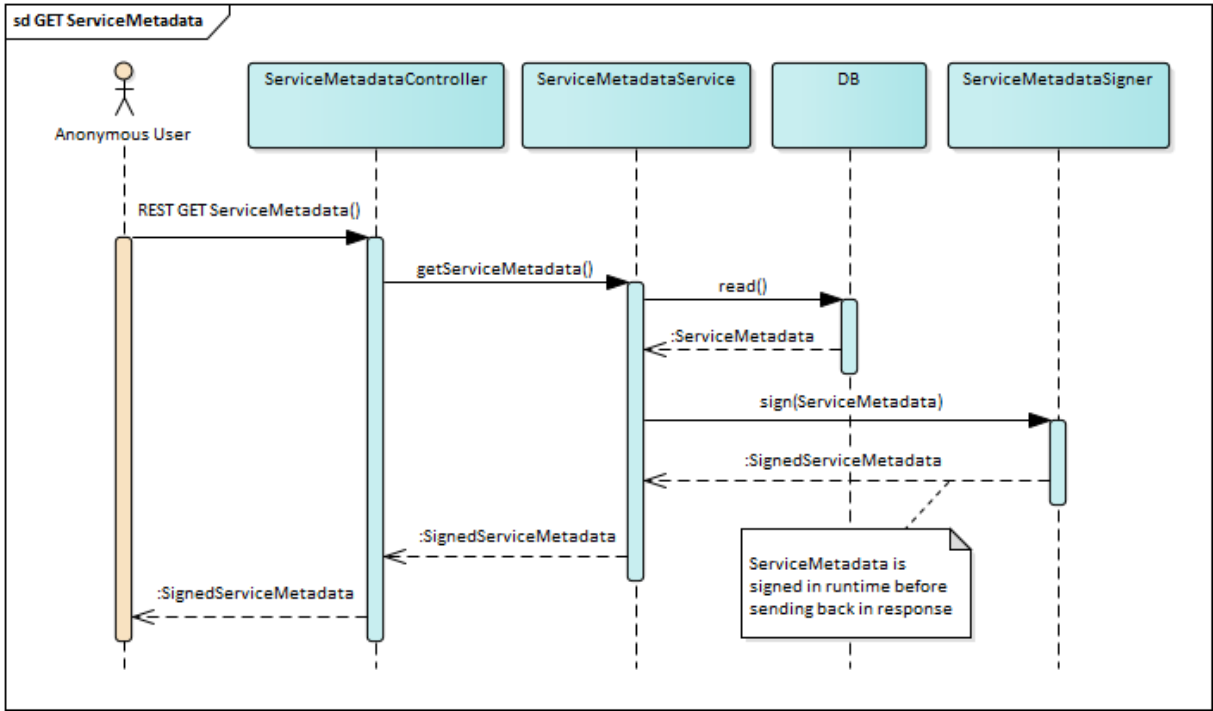 sd GET ServiceMetadata
ServiceMetadataController
ServiceMetadataService
DB
ServiceMetadataSigner
Anonymous User
REST GET ServiceMetadata()
getServiceMetadata()
read()
:ServiceMetadata
sign(ServiceMetadata)
:SignedServiceMetadata
:SignedServiceMetadata
ServiceMetadata is
signed in runtime before
sending back in response
:SignedServiceMetadata